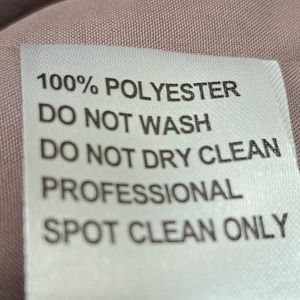 100% POLYESTER
DO NOT WASH
DO NOT DRY CLEAN
PROFESSIONAL
SPOT CLEAN ONLY